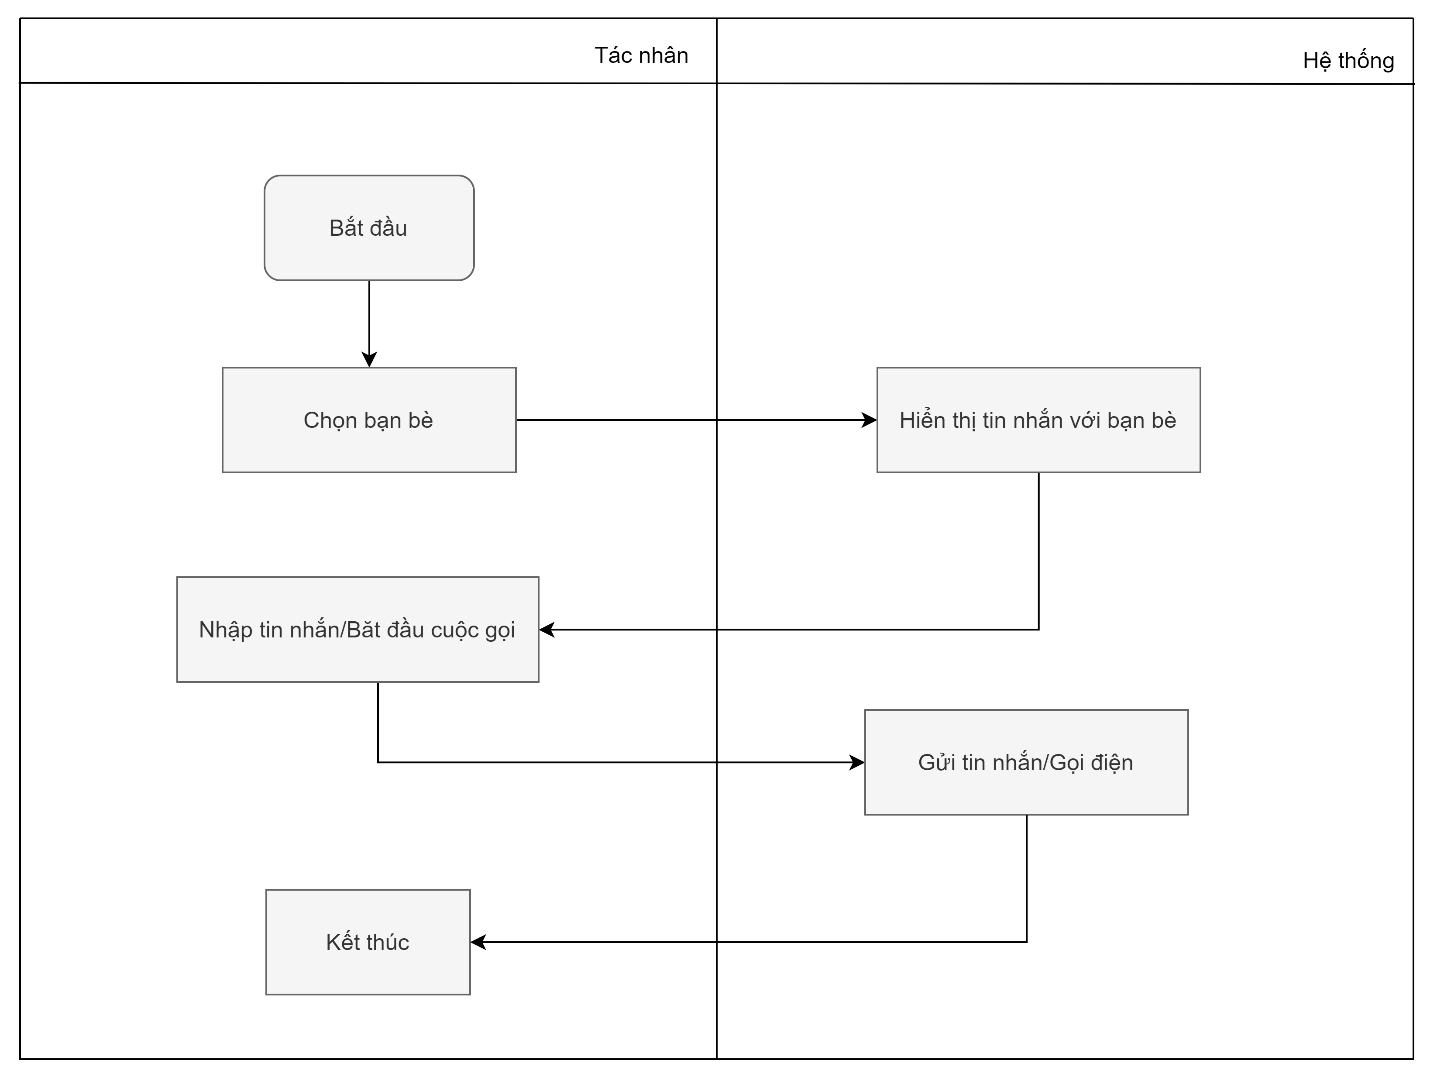 Tác nhân
Hệ thống
Bắt đầu
Chọn bạn bè
Hiển thị tin nhắn với bạn bè
Nhập tin nhắn/Băt đầu cuộc gọi
Gửi tin nhắn/Gọi điện
Kết thúc